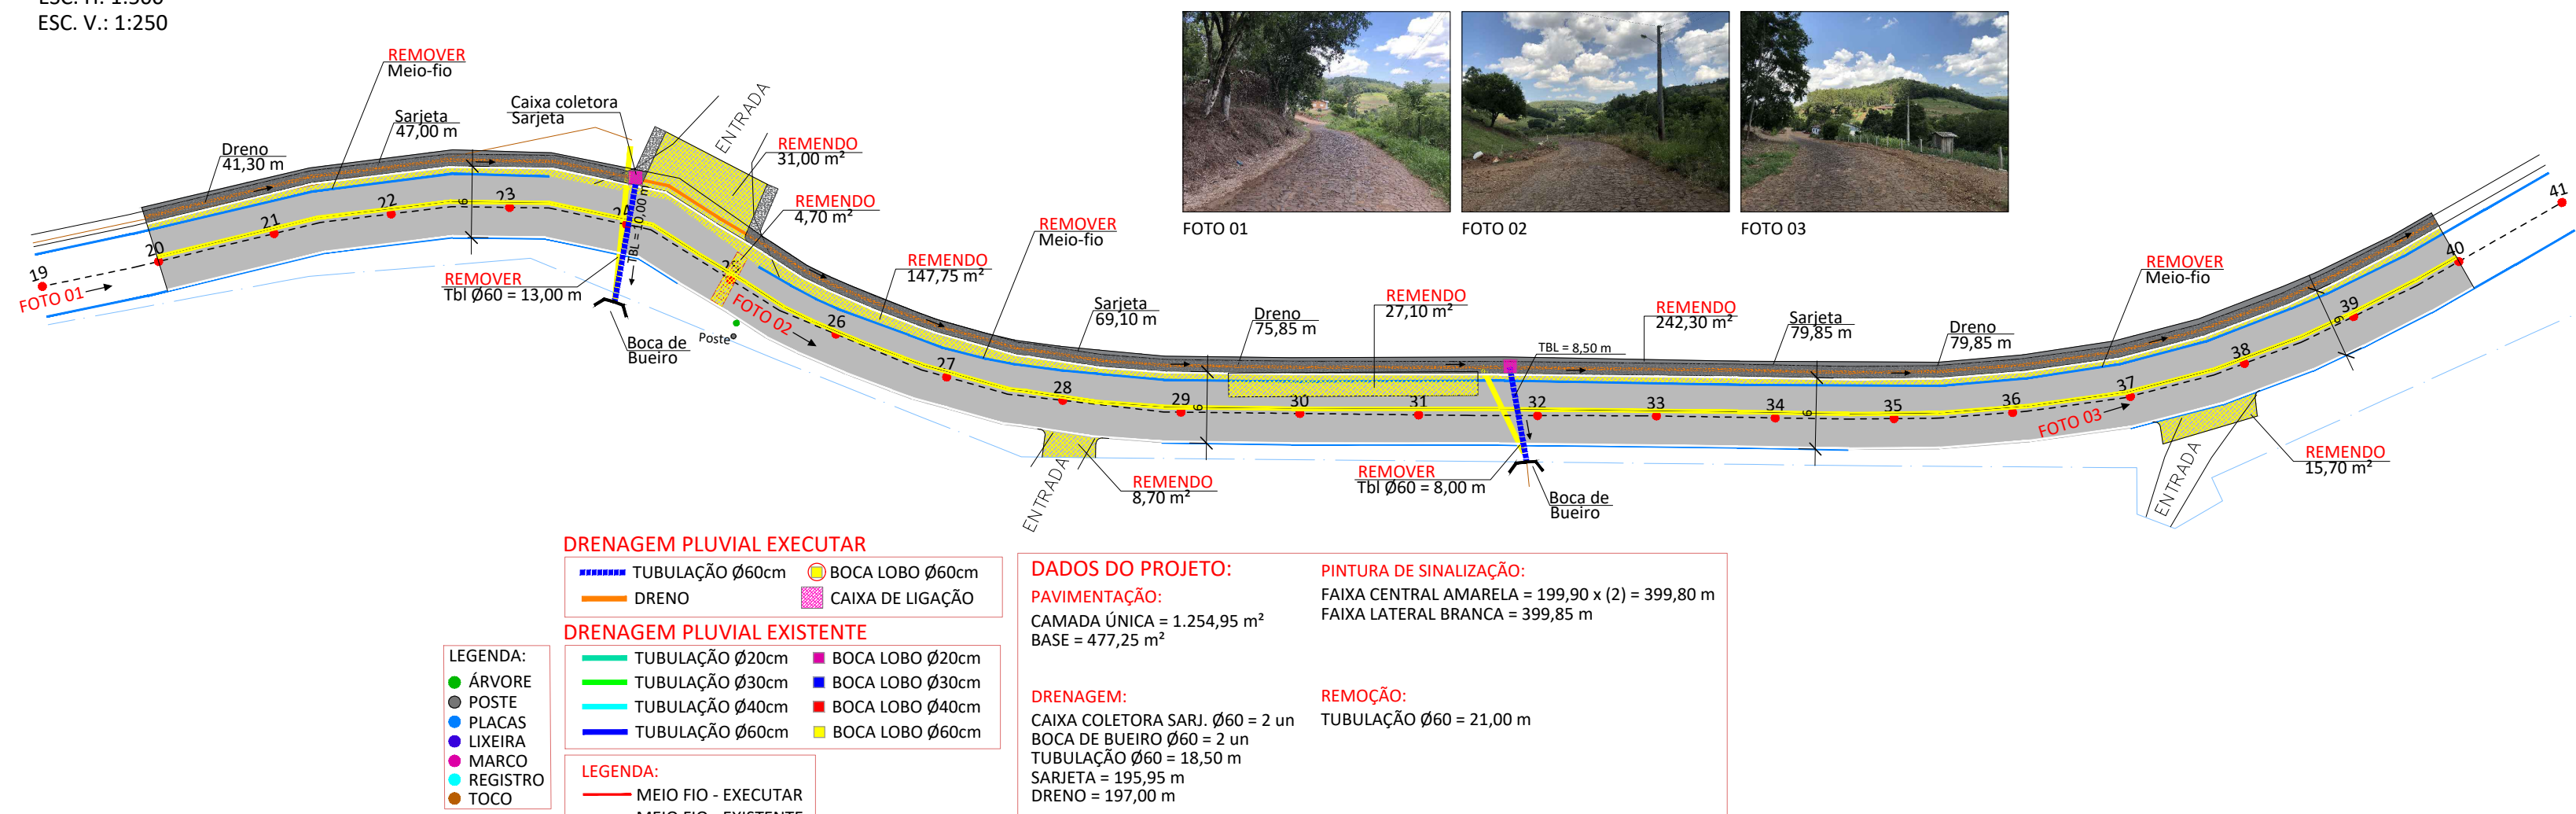 ESC. V.: 1:250
REMOVER
Meio-fio
Sarjeta
47,00 m
Dreno
41,30 m
Caixa coletora
Sarjeta
ENTRADA
REMENDO
31,00 m²
REMENDO
4,70 m²
REMENDO
147,75 m²
REMOVER
Meio-fio
Sarjeta
69,10 m
Dreno
75,85 m
REMENDO
27,10 m²
REMENDO
242,30 m²
TBL = 8,50 m
Sarjeta
79,85 m
Dreno
79,85 m
REMOVER
Meio-fio
FOTO 01
FOTO 02
FOTO 03
19
20
21
22
23
26
27
28
29
30
31
32
33
34
35
36
37
38
39
40
41
6
6
6
6
FOTO 01
FOTO 02
FOTO 03
TBL = 10,00 m
REMOVER
Tbl Ø60 = 13,00 m
Boca de
Bueiro
Poste
ENTRADA
REMENDO
8,70 m²
REMOVER
Tbl Ø60 = 8,00 m
Boca de
Bueiro
ENTRADA
REMENDO
15,70 m²
DRENAGEM PLUVIAL EXECUTAR
TUBULAÇÃO Ø60cm
BOCA LOBO Ø60cm
DRENO
CAIXA DE LIGAÇÃO
DRENAGEM PLUVIAL EXISTENTE
TUBULAÇÃO Ø20cm
BOCA LOBO Ø20cm
TUBULAÇÃO Ø30cm
BOCA LOBO Ø30cm
TUBULAÇÃO Ø40cm
BOCA LOBO Ø40cm
TUBULAÇÃO Ø60cm
BOCA LOBO Ø60cm
LEGENDA:
ÁRVORE
POSTE
PLACAS
LIXEIRA
MARCO
REGISTRO
TOCO
LEGENDA:
MEIO FIO - EXECUTAR
DADOS DO PROJETO:
PAVIMENTAÇÃO:
CAMADA ÚNICA = 1.254,95 m²
BASE = 477,25 m²
PINTURA DE SINALIZAÇÃO:
FAIXA CENTRAL AMARELA = 199,90 x (2) = 399,80 m
FAIXA LATERAL BRANCA = 399,85 m
DRENAGEM:
CAIXA COLETORA SARJ. Ø60 = 2 un
BOCA DE BUEIRO Ø60 = 2 un
TUBULAÇÃO Ø60 = 18,50 m
SARJETA = 195,95 m
DRENO = 197,00 m
REMOÇÃO:
TUBULAÇÃO Ø60 = 21,00 m